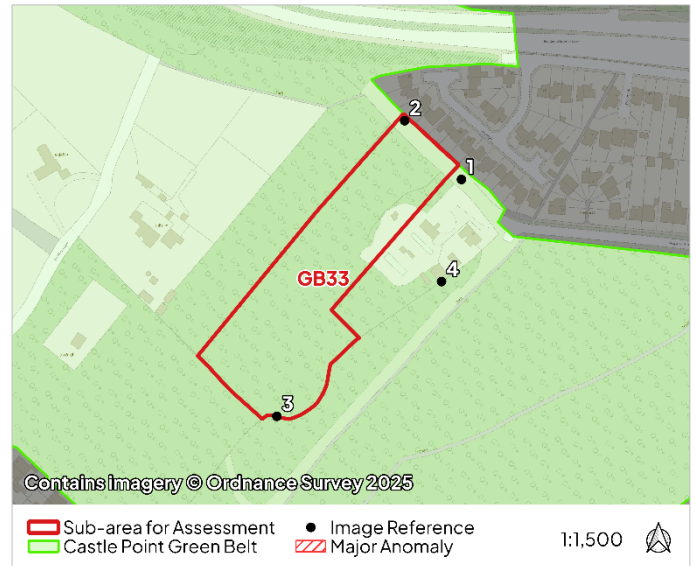 2
1
GB33
4
3
Contains imagery © Ordnance Survey 2025
Sub-area for Assessment
Image Reference
1:1,500
Castle Point Green Belt
Major Anomaly